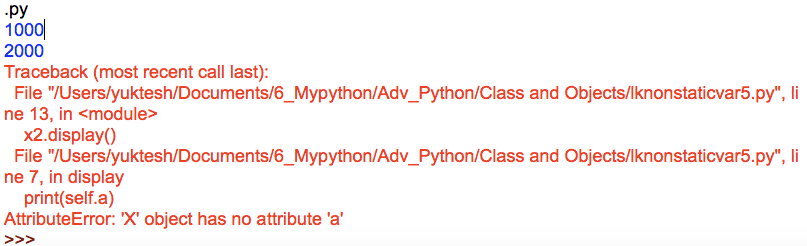 .py
1000
2000
Traceback (most recent call last):
  File "/Users/yuktesh/Documents/6_Mypython/Adv_Python/Class and Objects/Iknonstaticvar5.py", li
ne 13, in <module>
    x2.display()
  File "/Users/yuktesh/Documents/6_Mypython/Adv_Python/Class and Objects/Iknonstaticvar5.py", li
ne 7, in display
    print(self.a)
AttributeError: 'X' object has no attribute 'a'
>>>